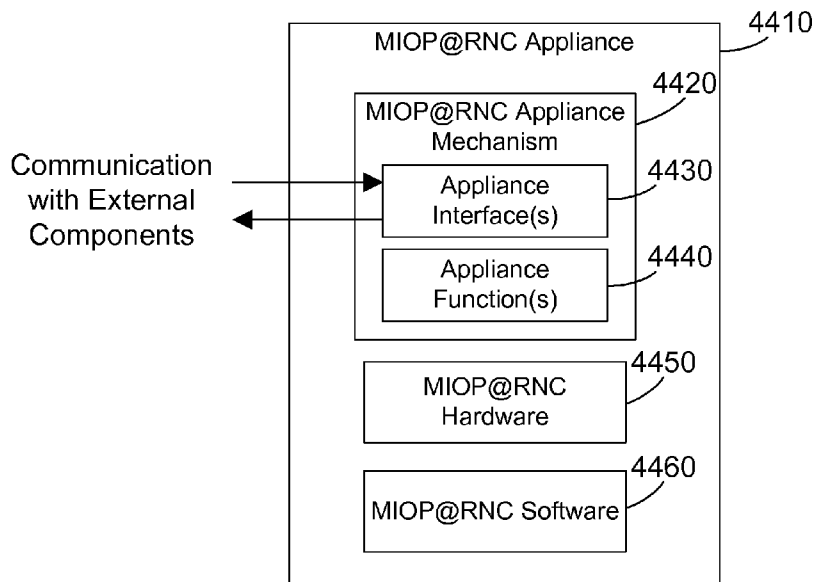 MIOP@RNC Appliance
4410
MIOP@RNC Appliance
Mechanism
4420
Communication
with External
Components
Appliance
Interface(s)
4430
Appliance
Function(s)
4440
MIOP@RNC
Hardware
4450
MIOP@RNC Software
4460